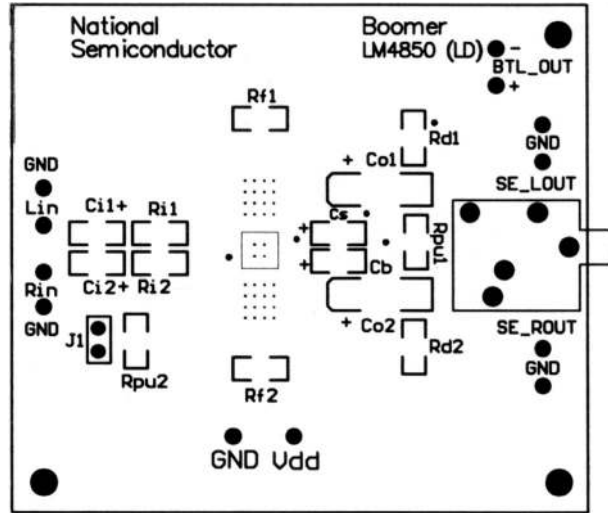 National
Semiconductor
Boomer
LM4850 (LD)
-
BTL_OUT
+
Rf1
Rd1
GND
+ Co1
GND
Lin
Ci1+
Ri1
Cs
+
SE_LOUT
Rpu1
Rin
Ci2+
Ri2
+
Cb
GND
J1
Rpu2
+ Co2
Rd2
SE_ROUT
GND
Rf2
GND
Vdd